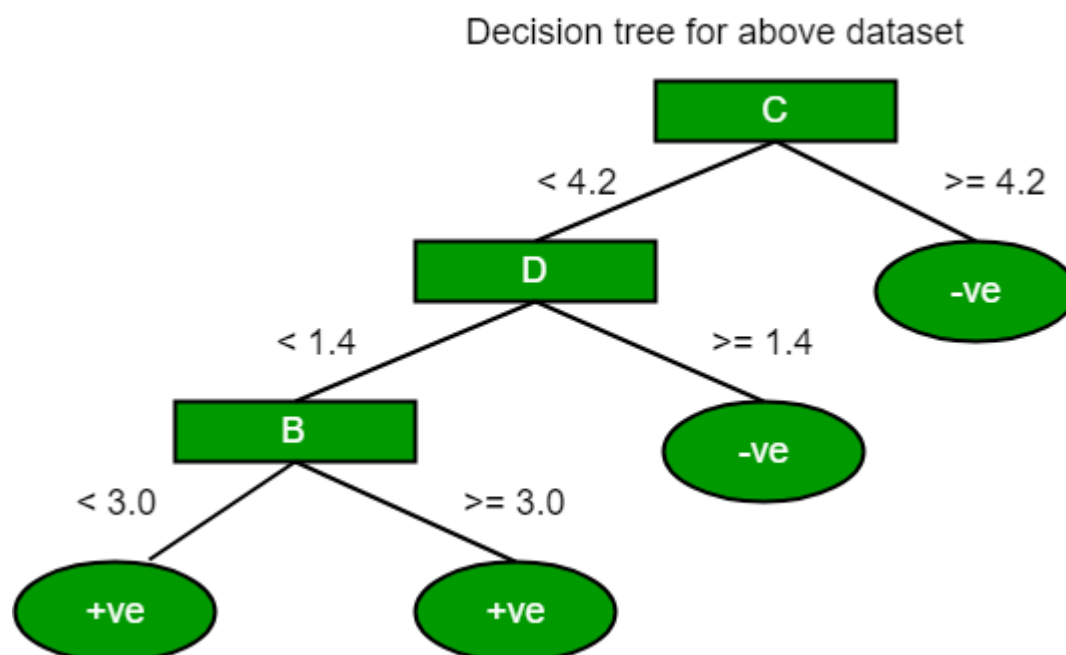 Decision tree for above dataset
C
< 4.2
>= 4.2
D
-ve
< 1.4
>= 1.4
B
-ve
< 3.0
>= 3.0
+ve
+ve